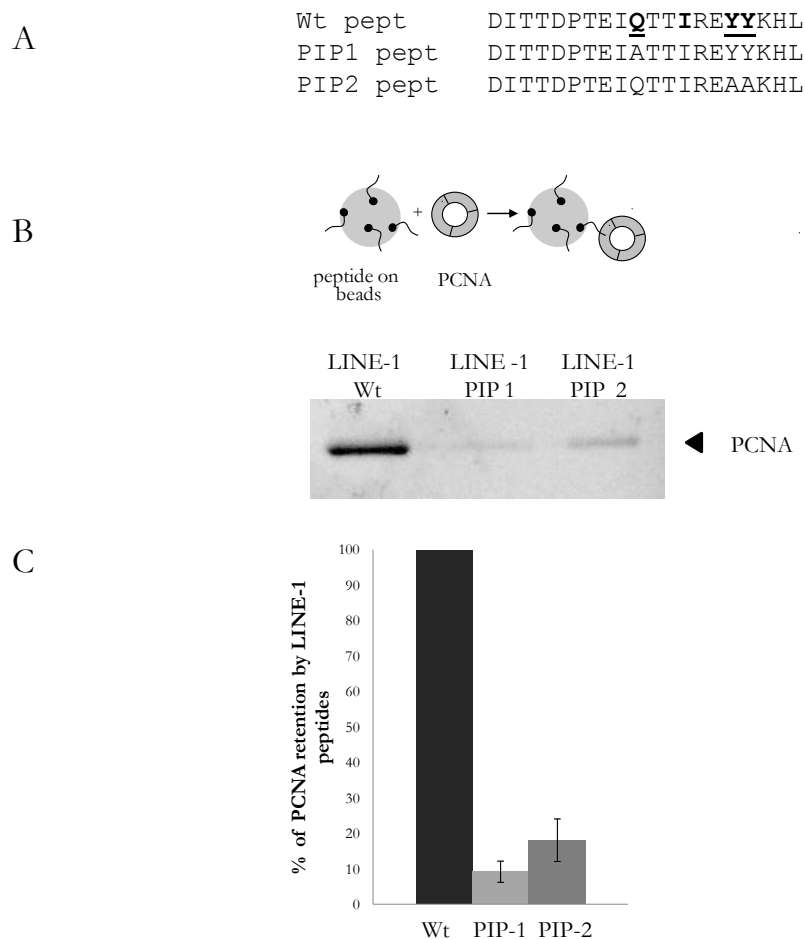 A
Wt pept DITTDPTEIQTTIREYYKHL
PIP1 pept DITTDPTEIATTIREYYKHL
PIP2 pept DITTDPTEIQTTIREAAKHL
B
+
peptide on
beads
PCNA
LINE-1
Wt
LINE -1
PIP 1
LINE-1
PIP 2
PCNA
C
% of PCNA retention by LINE-1
peptides
100
90
80
70
60
50
40
30
20
10
0
Wt PIP-1 PIP-2